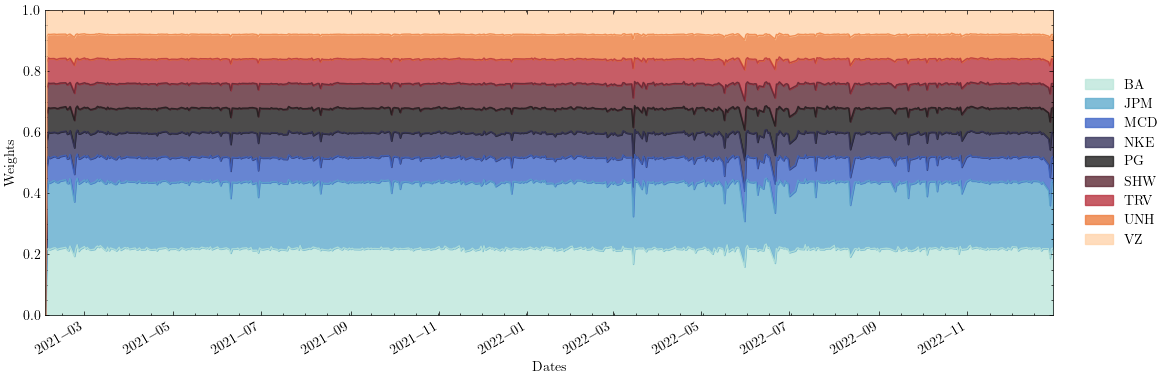 1.0
0.8
0.6
0.4
0.2
0.0
Weights
2021−03
2021−05
2021−07
2021−09
2021−11
2022−01
2022−03
2022−05
2022−07
2022−09
2022−11
Dates
BA
JPM
MCD
NKE
PG
SHW
TRV
UNH
VZ